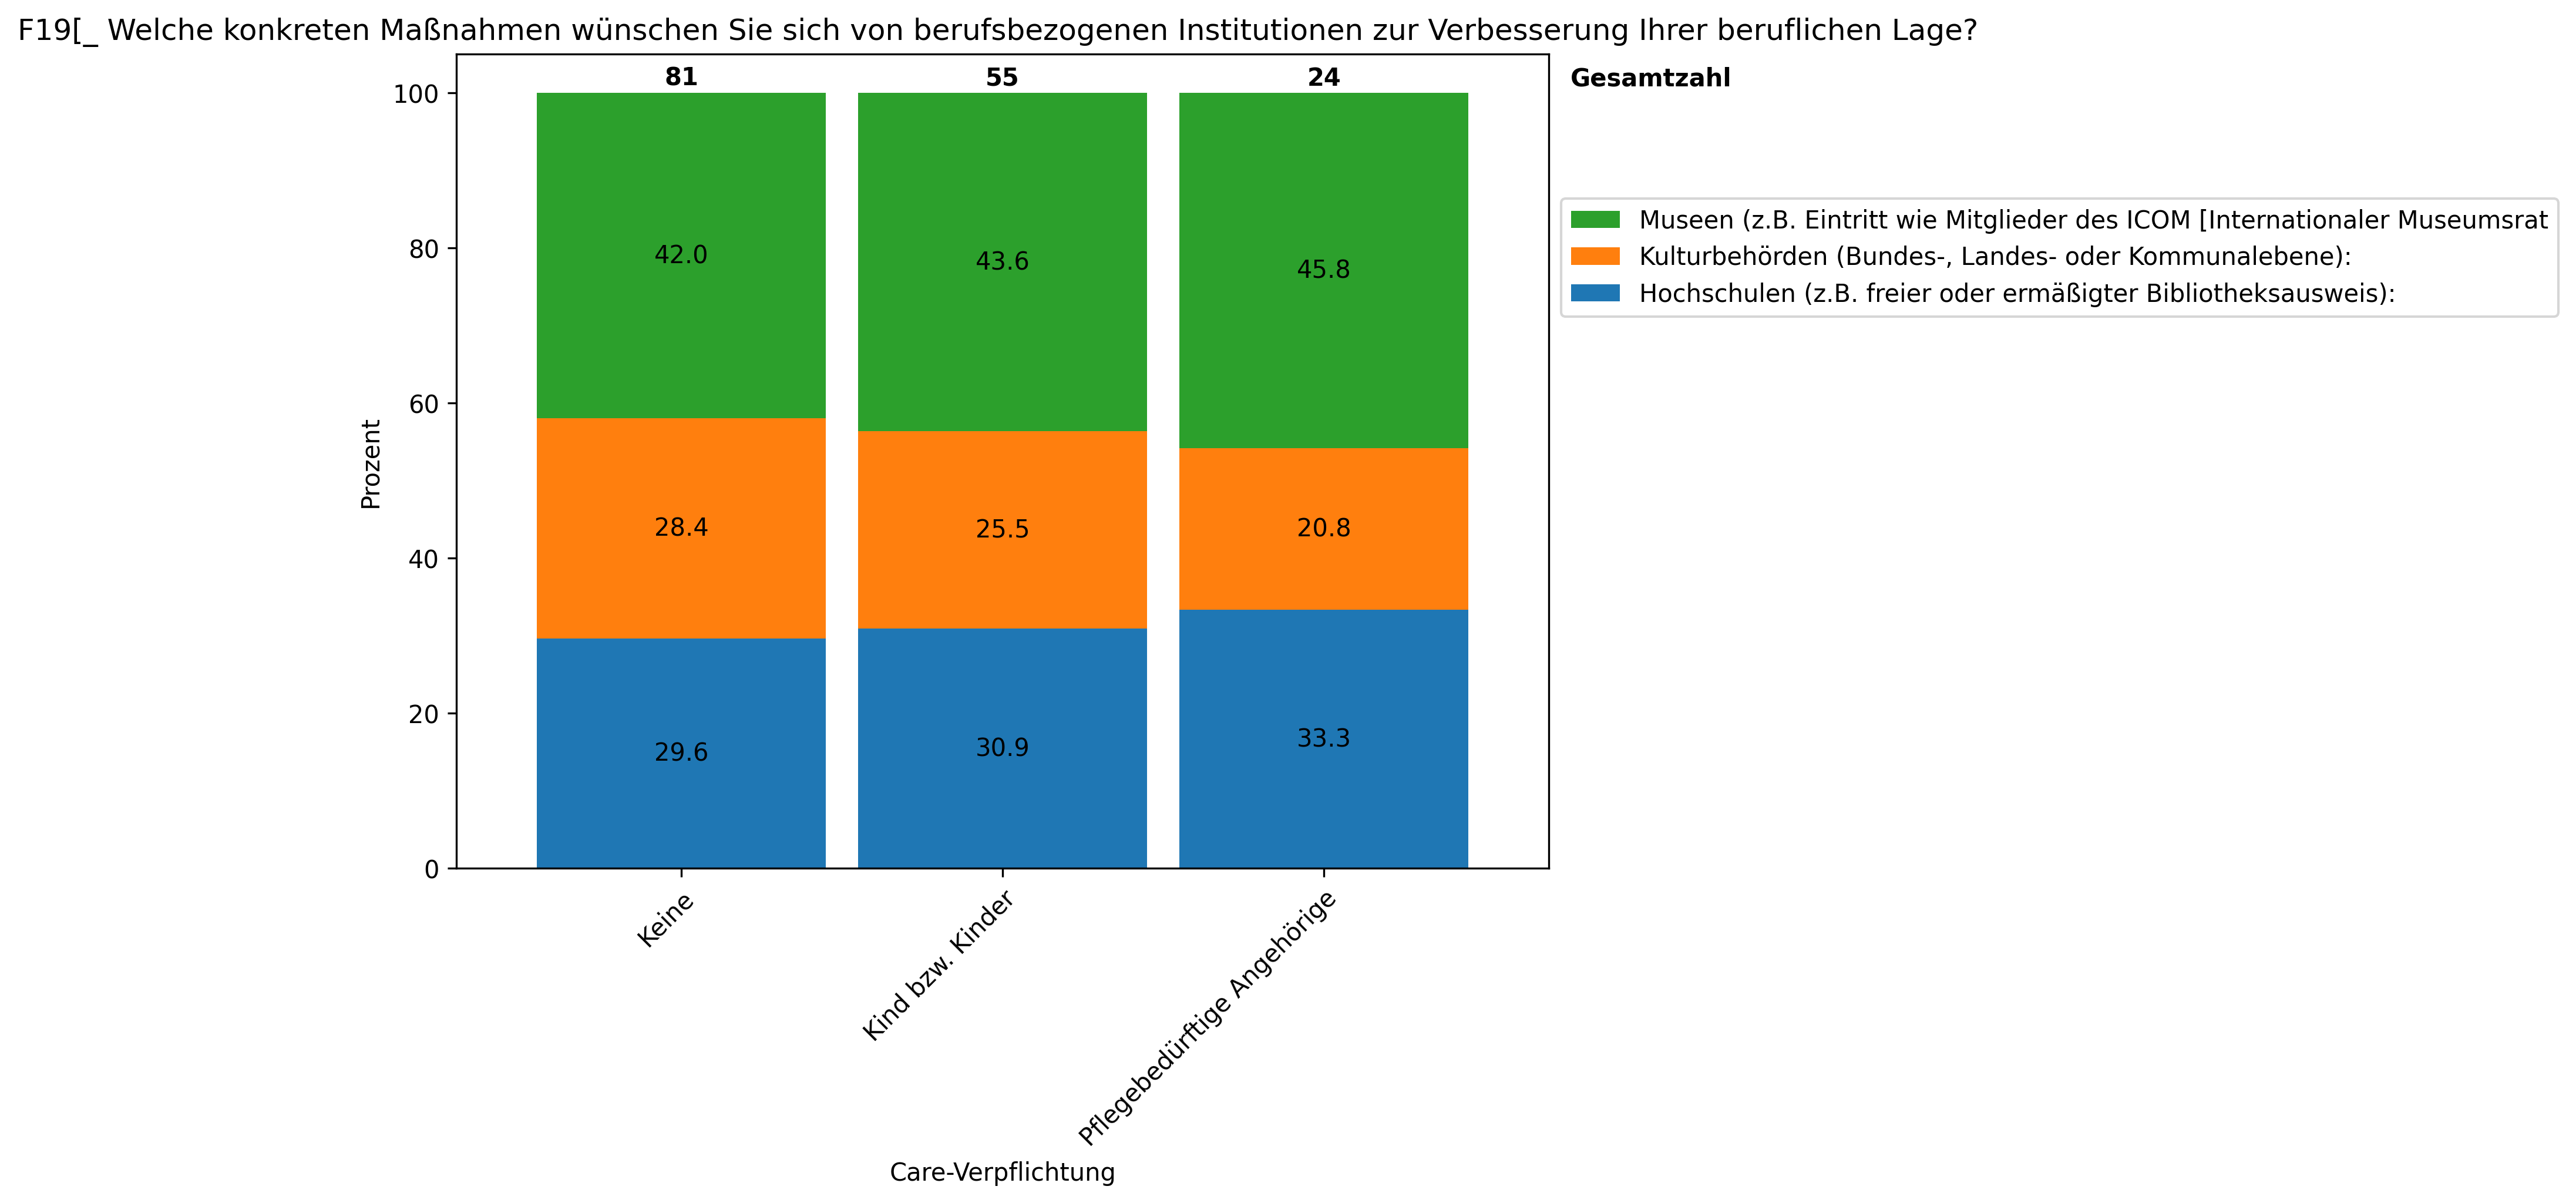 F19[_ Welche konkreten Maßnahmen wünschen Sie sich von berufsbezogenen Institutionen zur Verbesserung Ihrer beruflichen Lage?
81 55 24 Gesamtzahl
Museen (z.B. Eintritt wie Mitglieder des ICOM [Internationaler Museumsrat
Kulturbehörden (Bundes-, Landes- oder Kommunalebene):
Hochschulen (z.B. freier oder ermäßigter Bibliotheksausweis):
Prozent
100
80
60
40
20
0
42.0 43.6 45.8
28.4 25.5 20.8
29.6 30.9 33.3
Keine
Kind bzw. Kinder
Pflegebedürftige Angehörige
Care-Verpflichtung